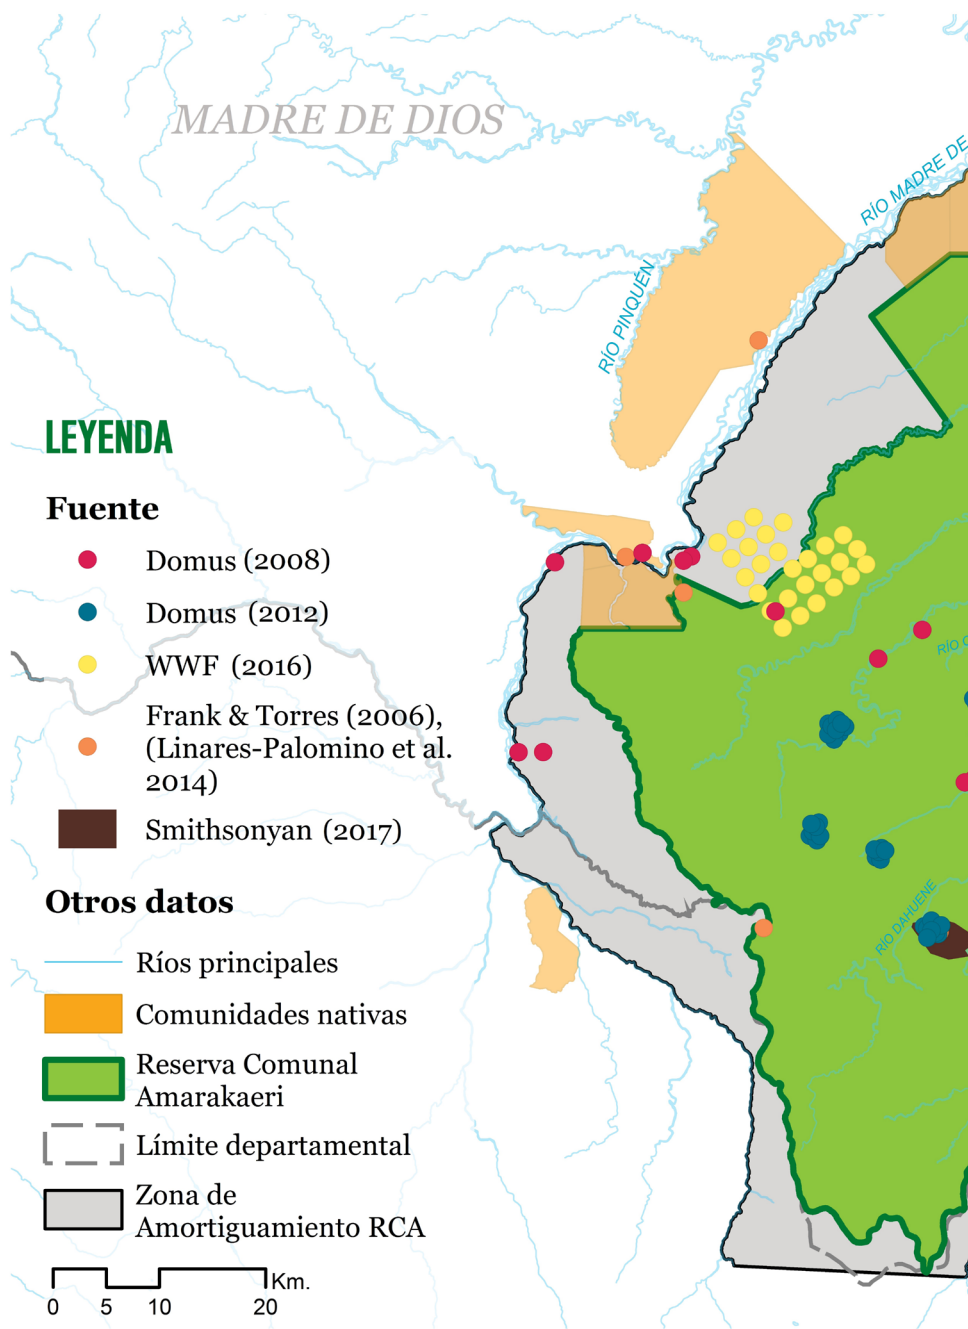 MADRE DE DIOS
RÍO MADRE DE
RÍO PINQUÉN
LEYENDA
Fuente
Domus (2008)
Domus (2012)
WWF (2016)
Frank & Torres (2006),
(Linares-Palomino et al.
2014)
Smithsonyan (2017)
RÍO DAHUENE
Otros datos
Ríos principales
Comunidades nativas
Reserva Comunal
Amarakaeri
Límite departamental
Zona de
Amortiguamiento RCA
Km.
0 5 10 20